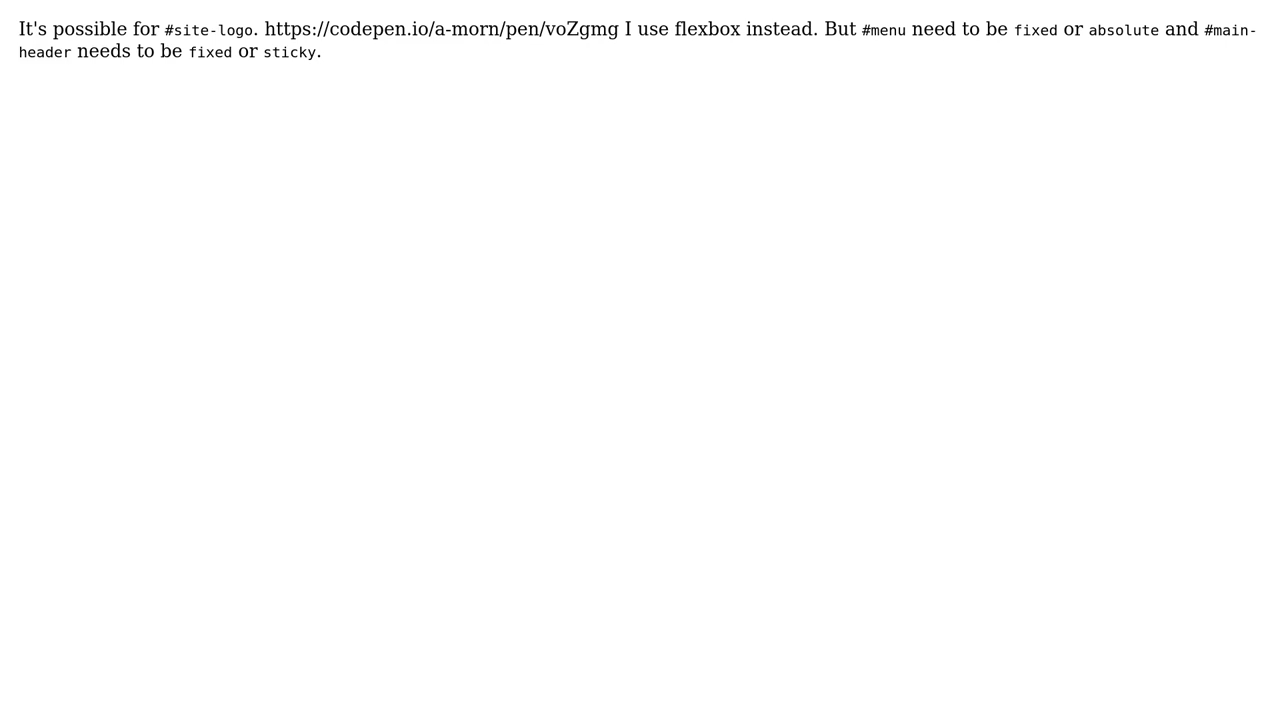 It's possible for #site-logo. https://codepen.io/a-morn/pen/voZgmg I use flexbox instead. But #menu need to be fixed or absolute and #main-
header needs to be fixed or sticky.